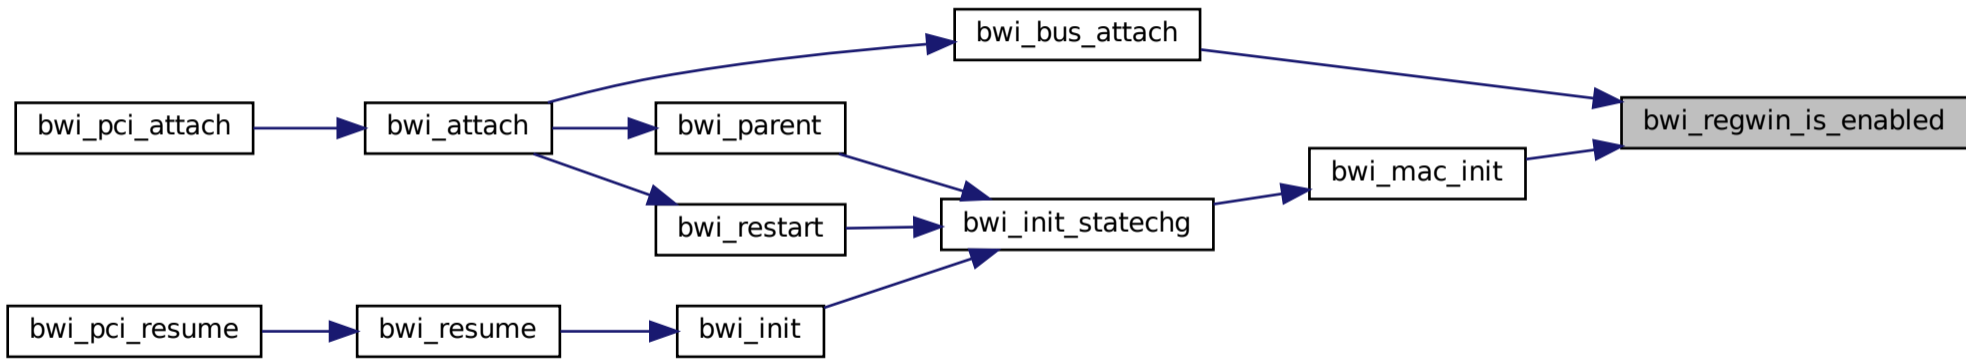 bwi_bus_attach
bwi_pci_attach
bwi_attach
bwi_parent
bwi_regwin_is_enabled
bwi_mac_init
bwi_restart
bwi_init_statechg
bwi_pci_resume
bwi_resume
bwi_init